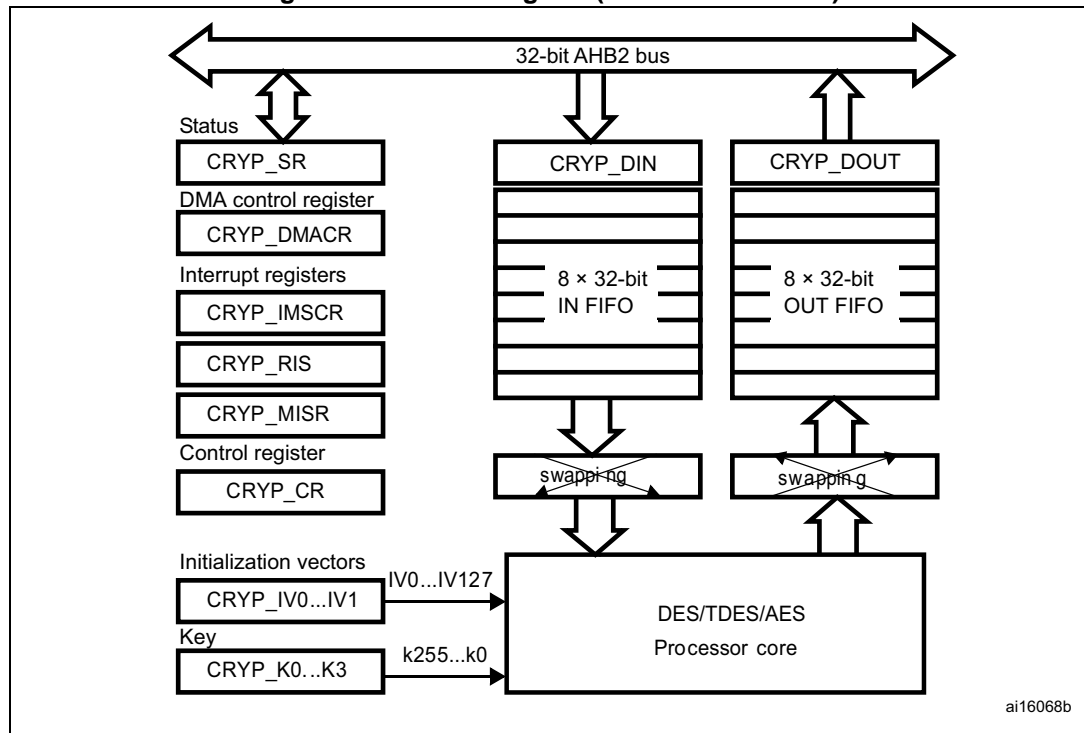 32-bit AHB2 bus
Status
CRYP_SR
DMA control register
CRYP_DMACR
Interrupt registers
CRYP_IMSCR
CRYP_RIS
CRYP_MISR
Control register
CRYP_CR
Initialization vectors
CRYP_IV0...IV1
Key
CRYP_K0...K3
IV0...IV127
k255...k0
CRYP_DIN
8 × 32-bit
IN FIFO
swapping
CRYP_DOUT
8 × 32-bit
OUT FIFO
swapping
DES/TDES/AES
Processor core
ai16068b